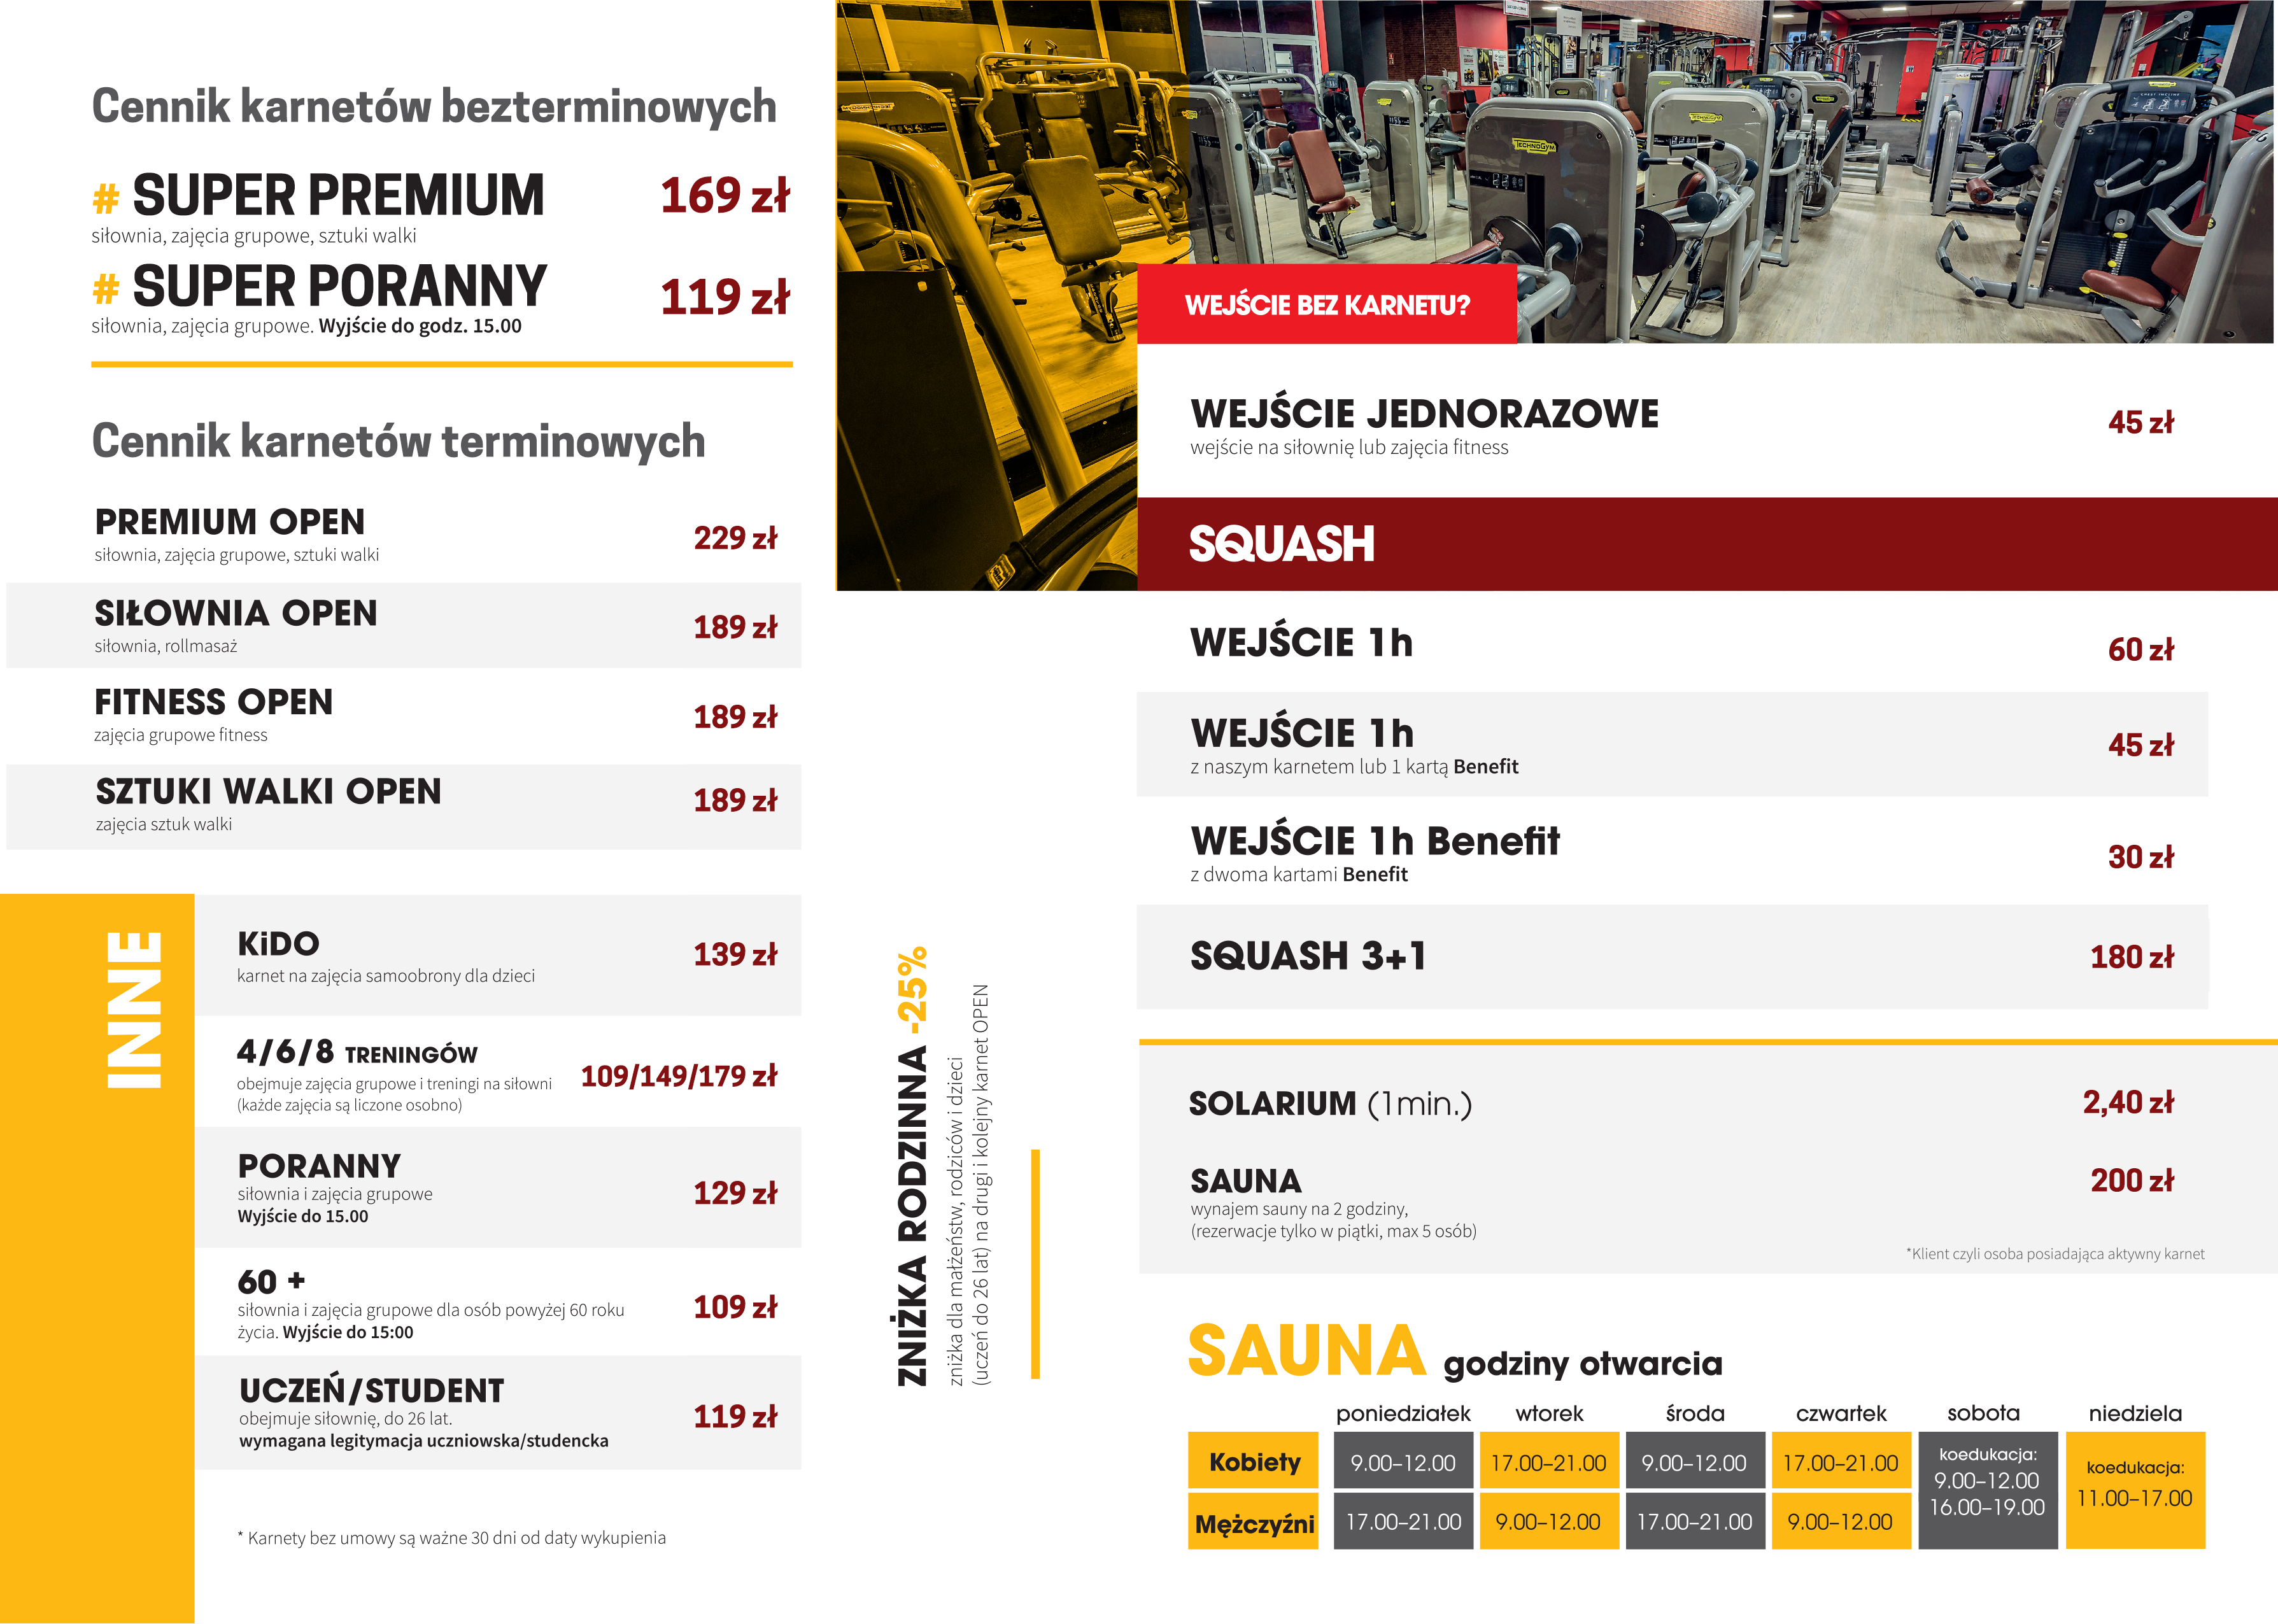 Cennik karnetów bezterminowych
# SUPER PREMIUM 169 zł
siłownia, zajęcia grupowe, sztuki walki
# SUPER PORANNY 119 zł
siłownia, zajęcia grupowe. Wyjście do godz. 15.00
Cennik karnetów terminowych
PREMIUM OPEN 229 zł
siłownia, zajęcia grupowe, sztuki walki
SIŁOWNIA OPEN 189 zł
siłownia, rollmasaż
FITNESS OPEN 189 zł
zajęcia grupowe fitness
SZTUKI WALKI OPEN 189 zł
zajęcia sztuk walki
INNE
KiDO 139 zł
karnet na zajęcia samoobrony dla dzieci
4/6/8 TRENINGÓW 109/149/179 zł
obejmuje zajęcia grupowe i treningi na siłowni
(każde zajęcia są liczone osobno)
PORANNY 129 zł
siłownia i zajęcia grupowe
Wyjście do 15.00
60 + 109 zł
siłownia i zajęcia grupowe dla osób powyżej 60 roku
życia. Wyjście do 15:00
UCZEŃ/STUDENT 119 zł
obejmuje siłownię, do 26 lat.
wymagana legitymacja uczniowska/studencka
* Karnety bez umowy są ważne 30 dni od daty wykupienia
ZNIŻKA RODZINNA -25%
zniżka dla małżeństw, rodziców i dzieci
(uczeń do 26 lat) na drugi i kolejny karnet OPEN
TECHNOGYM
WEJŚCIE BEZ KARNETU?
WEJŚCIE JEDNORAZOWE 45 zł
wejście na siłownię lub zajęcia fitness
SQUASH
WEJŚCIE 1h 60 zł
WEJŚCIE 1h 45 zł
z naszym karnetem lub 1 kartą Benefit
WEJŚCIE 1h Benefit 30 zł
z dwoma kartami Benefit
SQUASH 3+1 180 zł
SOLARIUM (1min.) 2,40 zł
SAUNA 200 zł
wynajem sauny na 2 godziny,
(rezerwacje tylko w piątki, max 5 osób)
*Klient czyli osoba posiadająca aktywny karnet
SAUNA godziny otwarcia
poniedziałek wtorek środa czwartek sobota niedziela
Kobiety 9.00–12.00 17.00–21.00 9.00–12.00 17.00–21.00
Mężczyźni 17.00–21.00 9.00–12.00 17.00–21.00 9.00–12.00
koedukacja:
9.00–12.00
16.00–19.00
koedukacja:
11.00–17.00